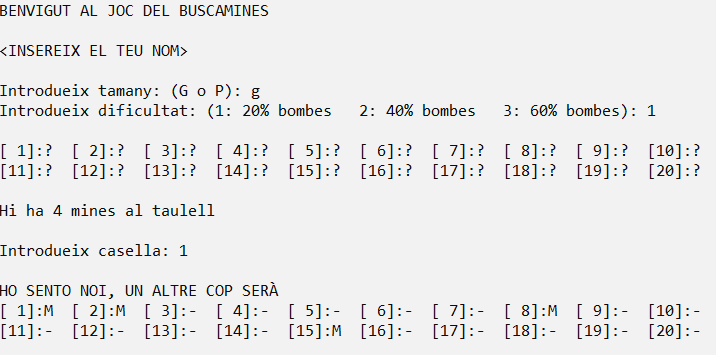 BENVIGUT AL JOC DEL BUSCAMINES
<INSEREIX EL TEU NOM>
Introdueix tamany: (G o P): g
Introdueix dificultat: (1: 20% bombes   2: 40% bombes   3: 60% bombes): 1
[ 1]:?  [ 2]:?  [ 3]:?  [ 4]:?  [ 5]:?  [ 6]:?  [ 7]:?  [ 8]:?  [ 9]:?  [10]:?
[11]:?  [12]:?  [13]:?  [14]:?  [15]:?  [16]:?  [17]:?  [18]:?  [19]:?  [20]:?
Hi ha 4 mines al taulell
Introdueix casella: 1
HO SENTO NOI, UN ALTRE COP SERÀ
[ 1]:M  [ 2]:M  [ 3]:-  [ 4]:-  [ 5]:-  [ 6]:-  [ 7]:-  [ 8]:M  [ 9]:-  [10]:-
[11]:-  [12]:-  [13]:-  [14]:-  [15]:M  [16]:-  [17]:-  [18]:-  [19]:-  [20]:-